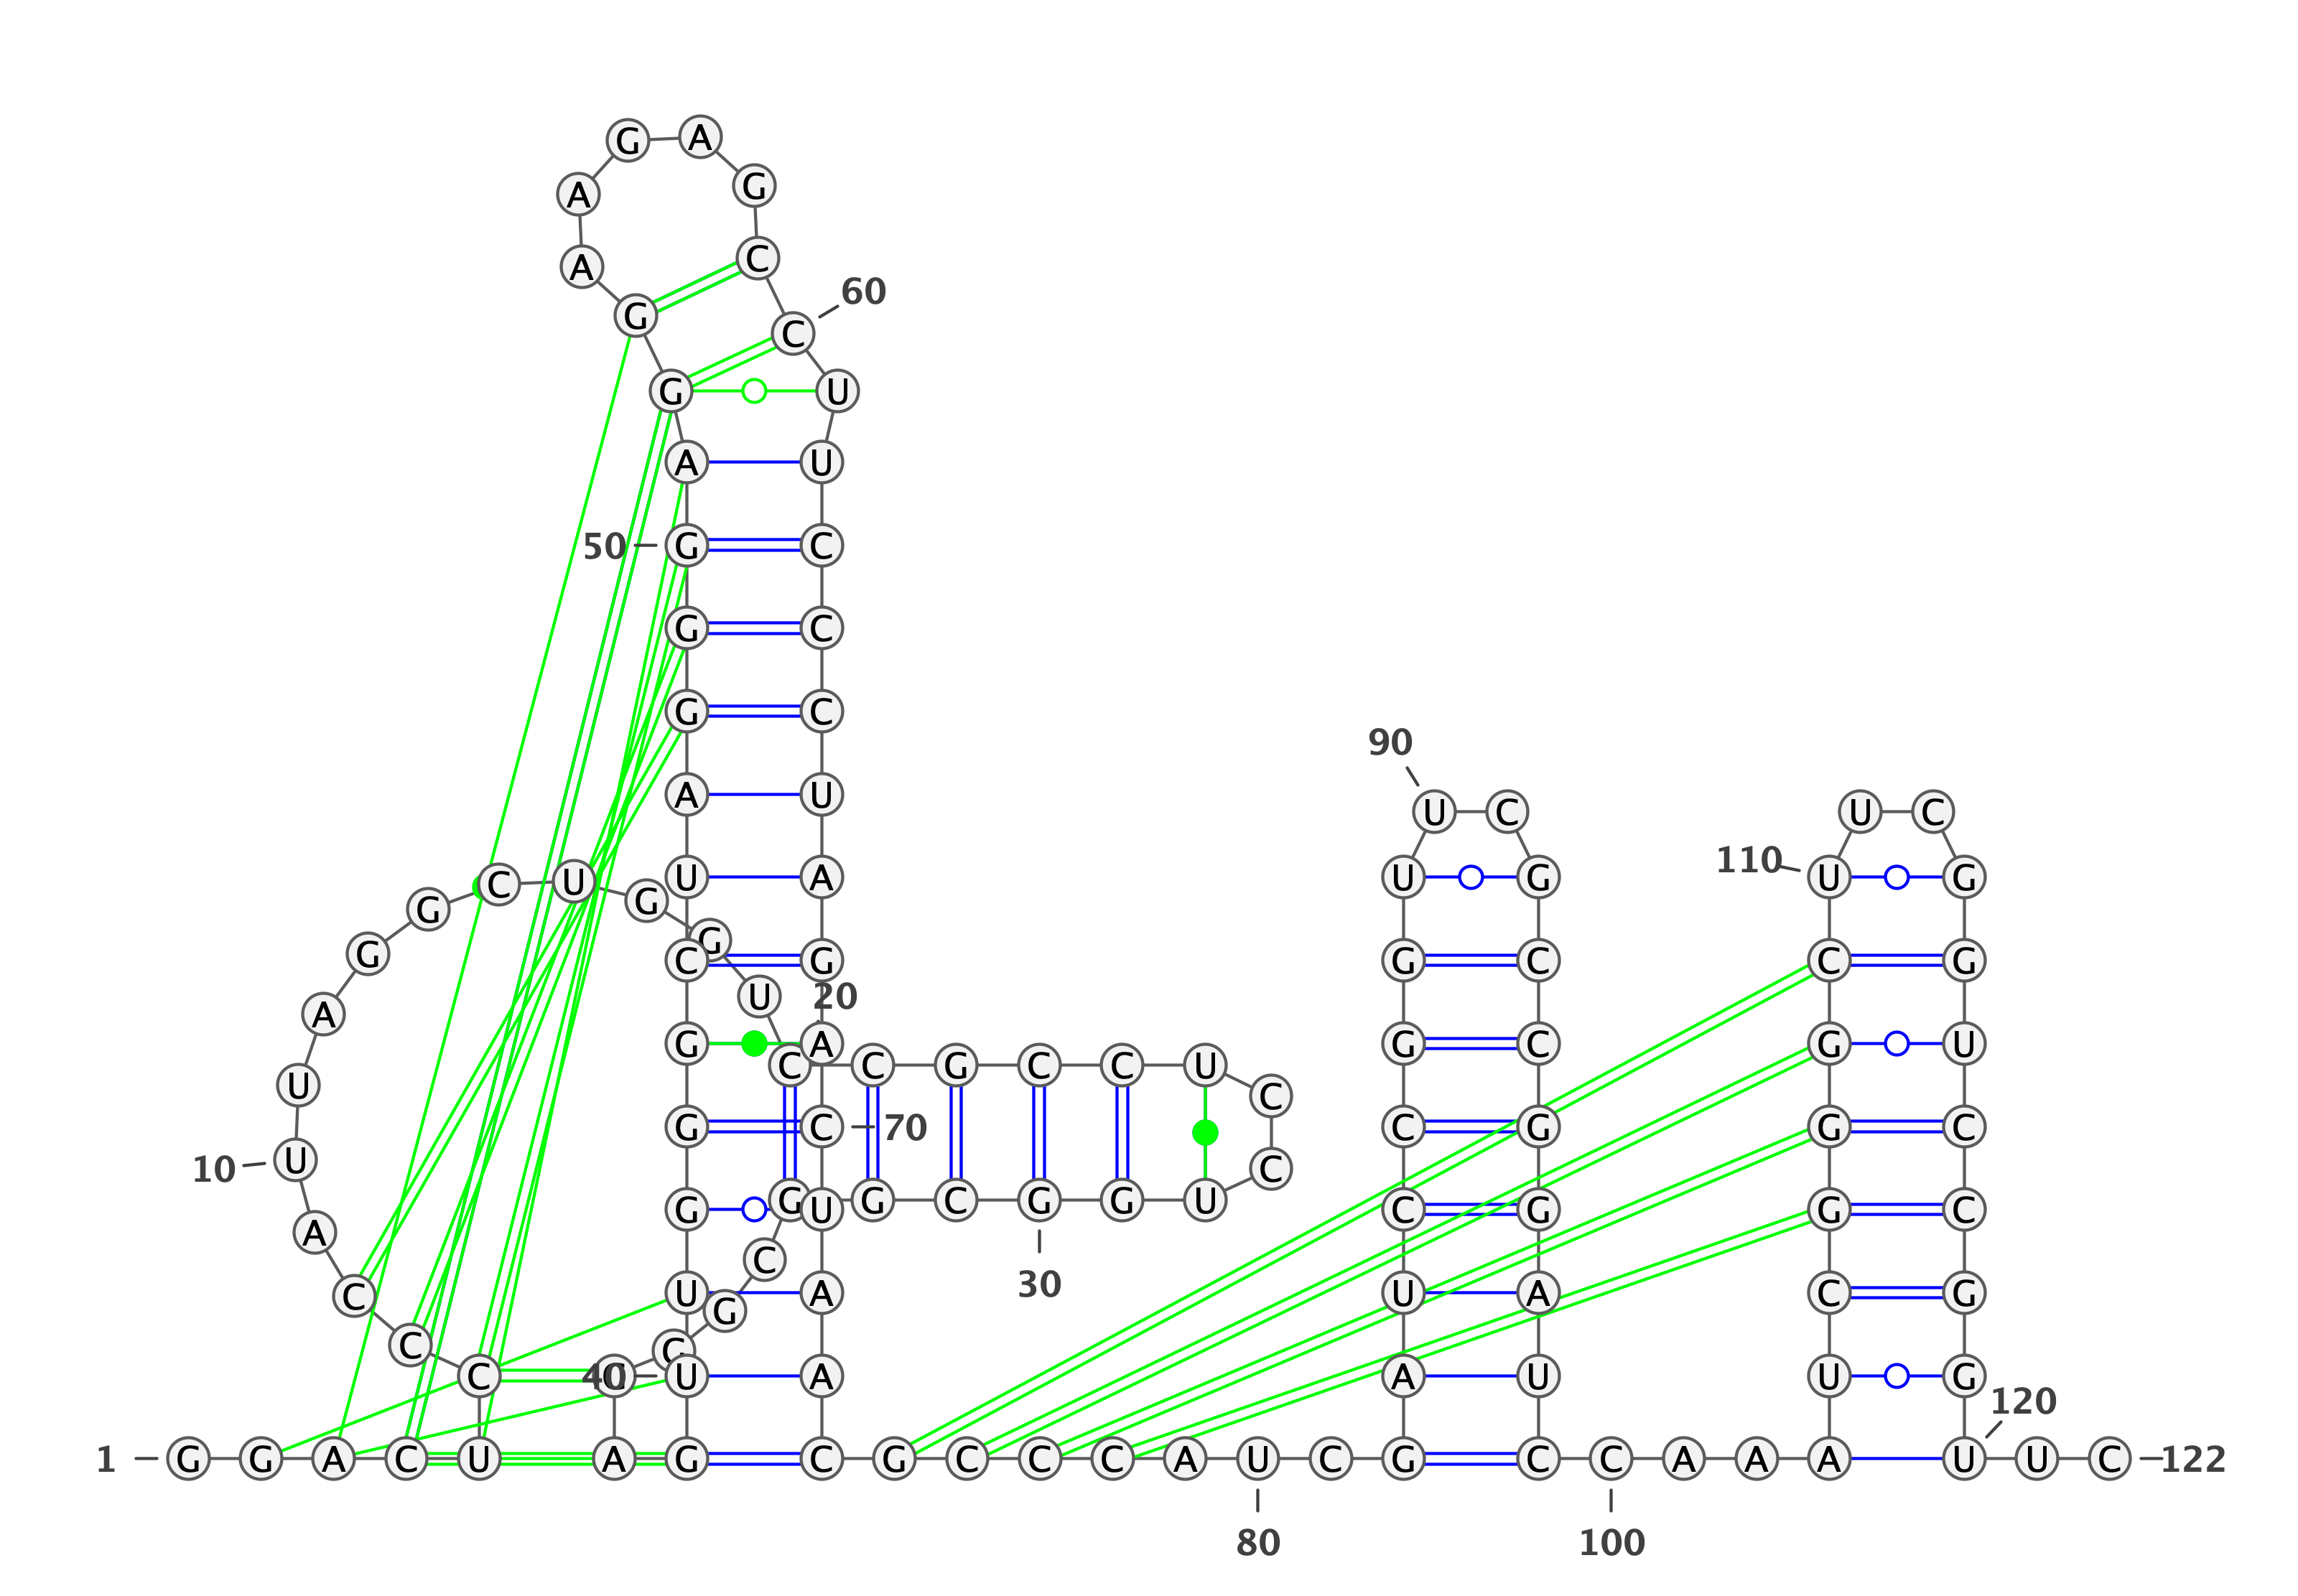 G A
A G
A C
60
G C
G U
A U
50 G C
G C
G C
90
A U U C U C
110
C U U A U G U G
G G
G G C G G C C G
U 20
A
G A G C G U
U C C G C C U
C
G C 70 C G G C
10 U C
G G U G C G G U C G G C
A
C
30
C U G A U A C G
C C
C 40 C U A A U U G
120
1 G G A C U A G C G C C C A U C G C C A A A U U C 122
80 100